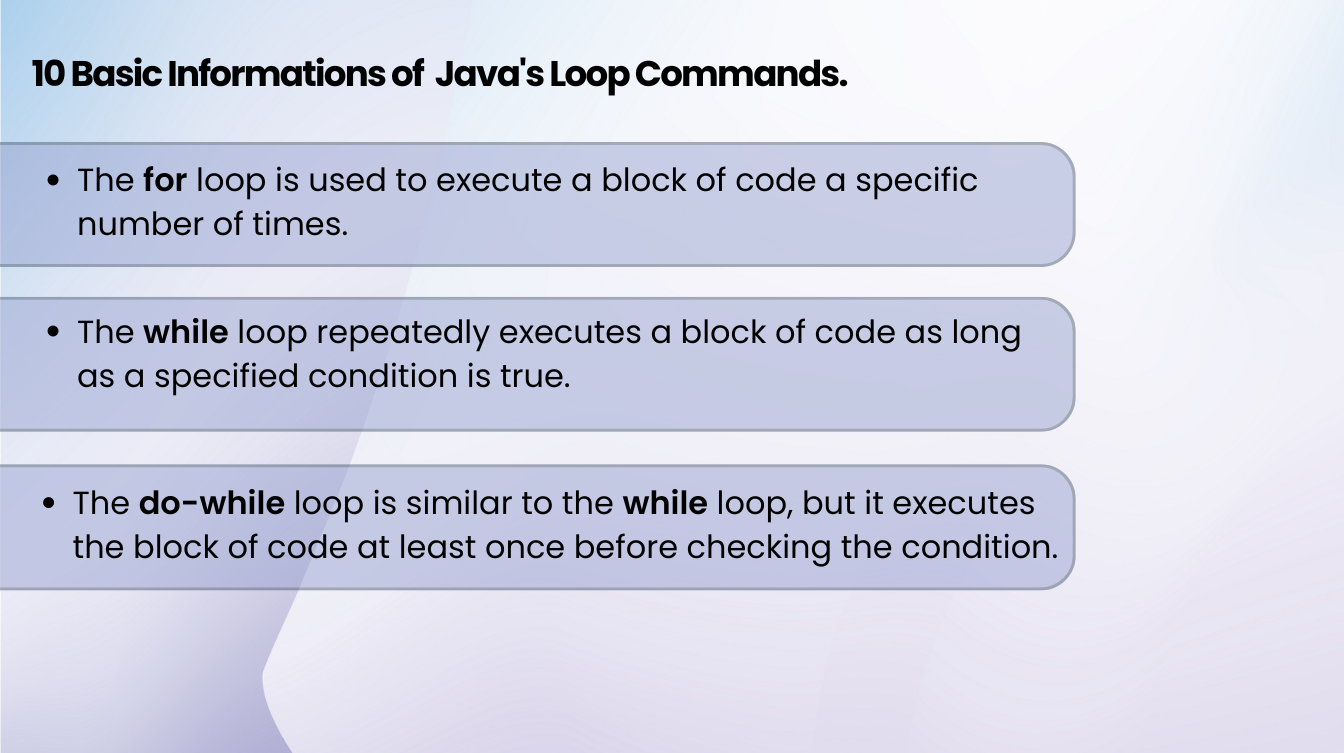 10 Basic Informations of Java's Loop Commands.
• The for loop is used to execute a block of code a specific
number of times.
• The while loop repeatedly executes a block of code as long
as a specified condition is true.
• The do-while loop is similar to the while loop, but it executes
the block of code at least once before checking the condition.